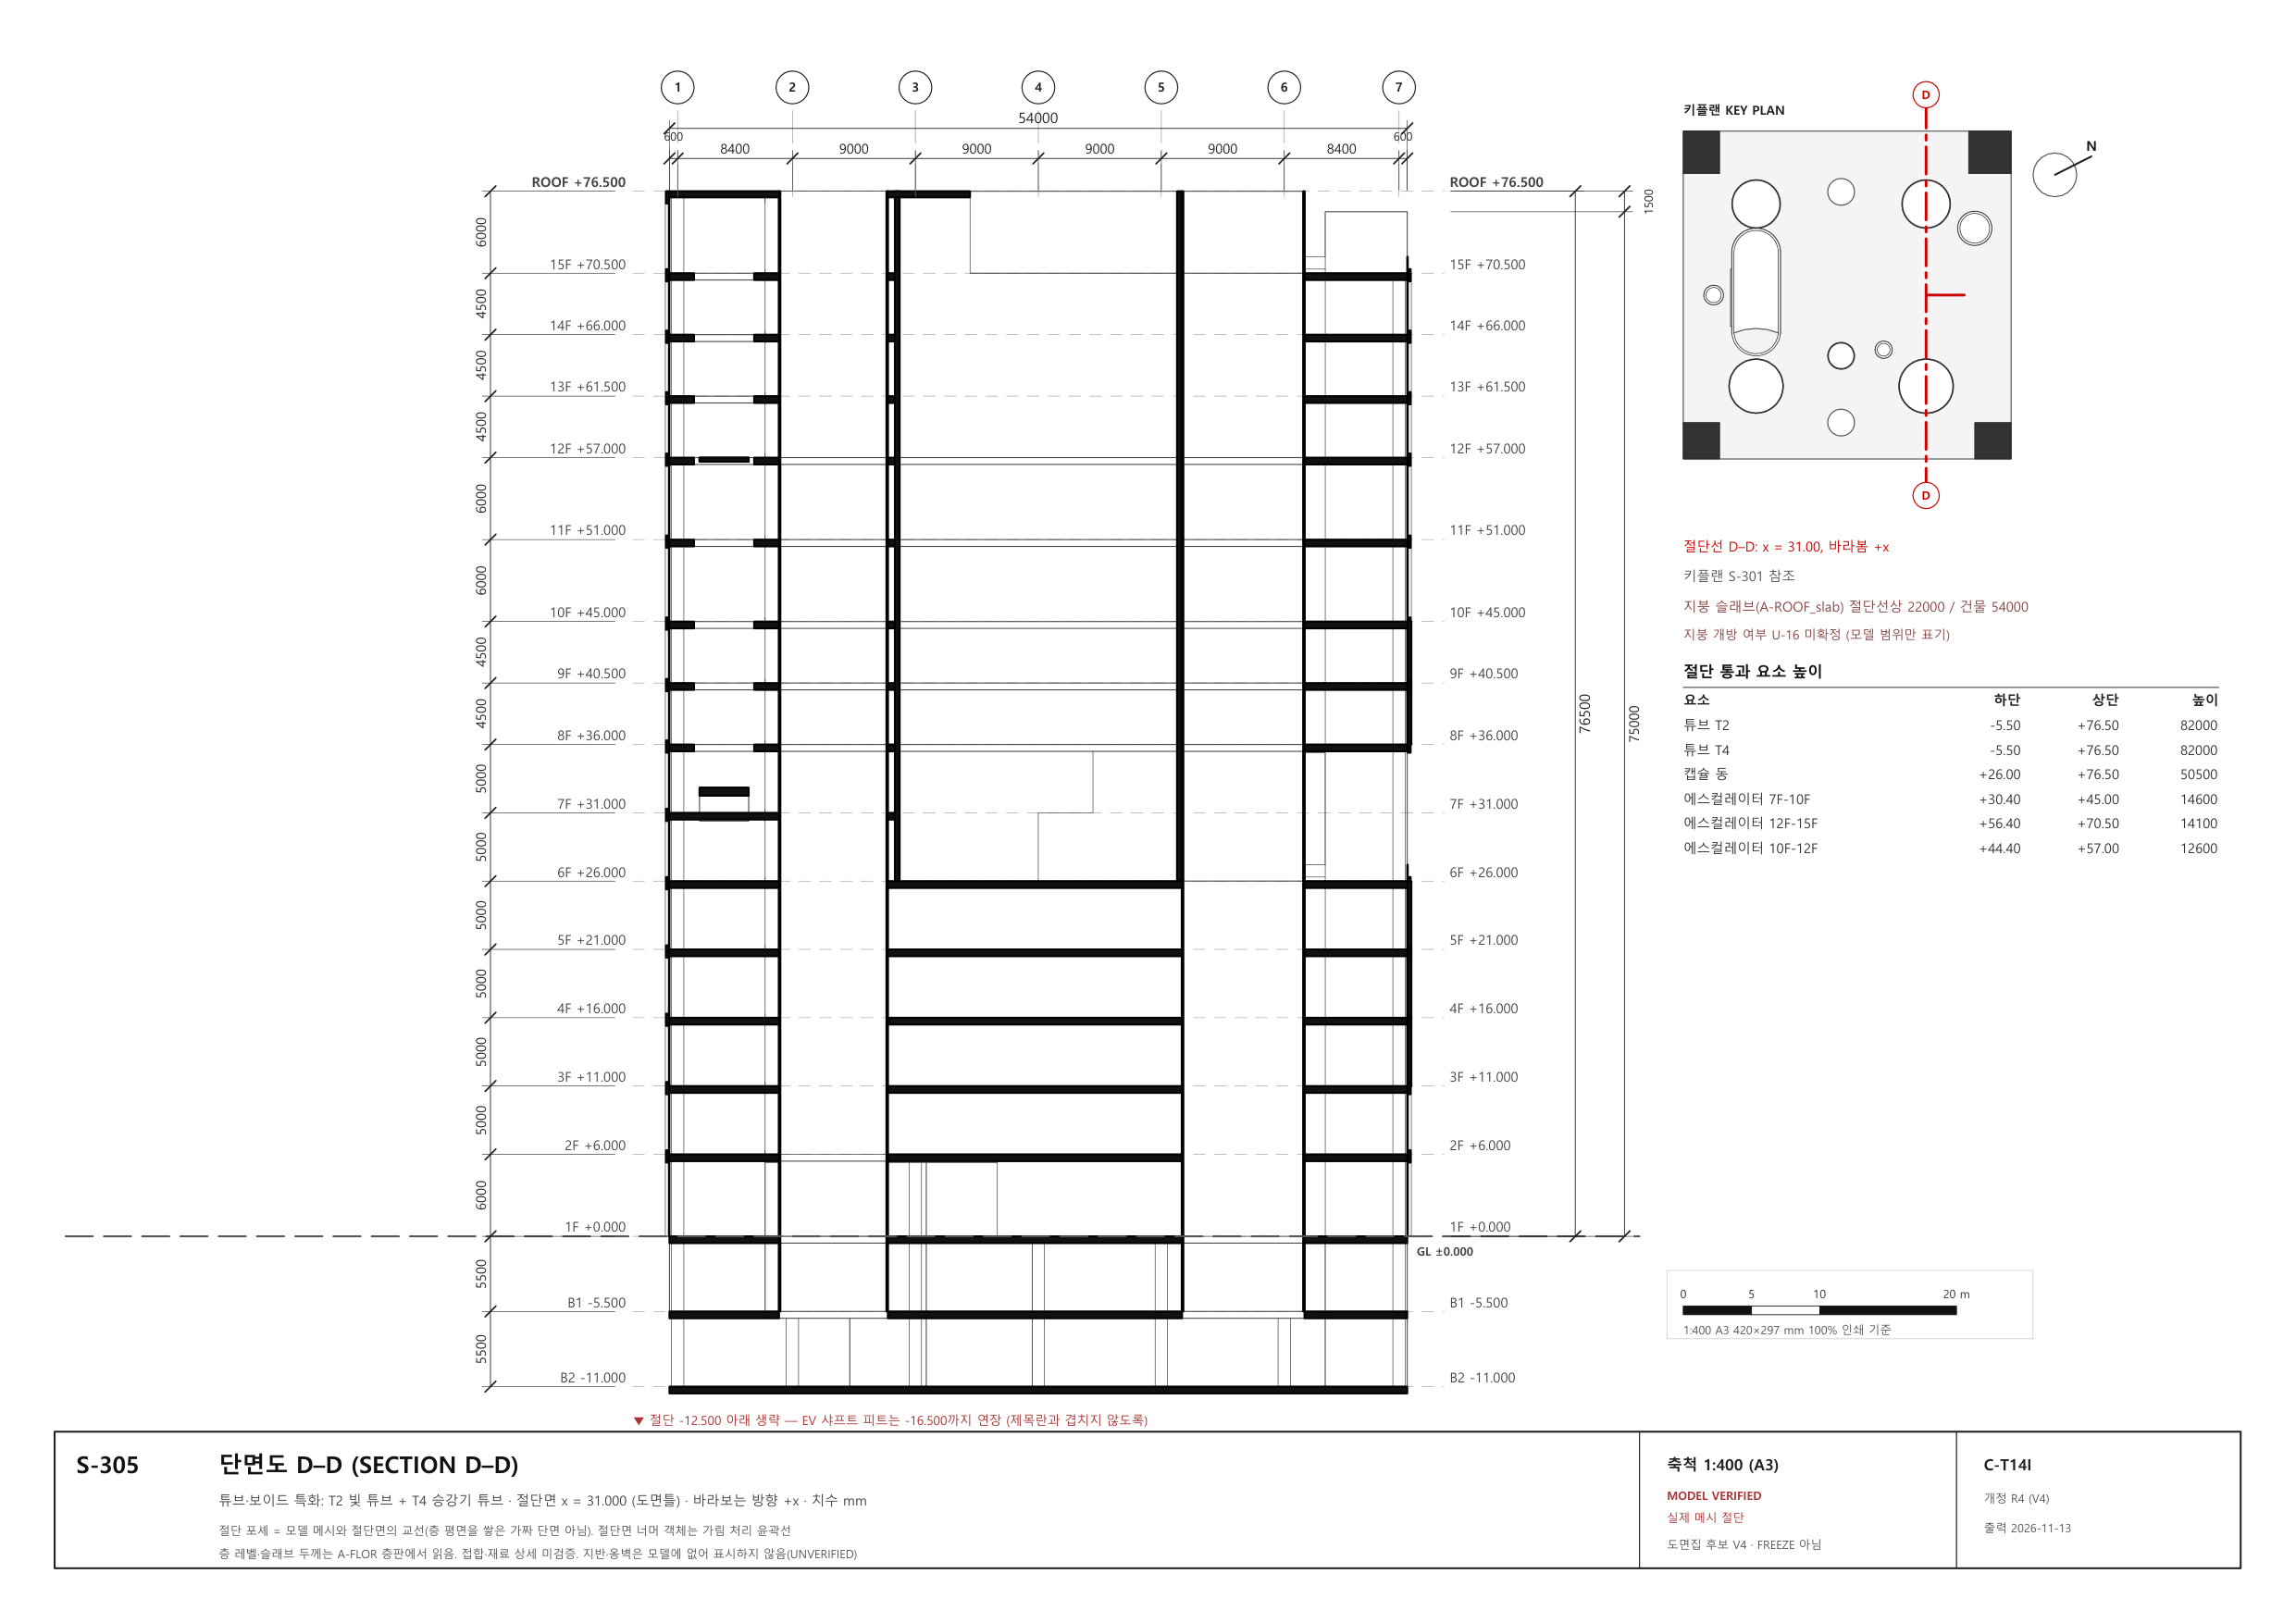 1 2 3 4 5 6 7
54000
600 600
8400 9000 9000 9000 9000 8400
ROOF +76.500
15F +70.500
14F +66.000
13F +61.500
12F +57.000
11F +51.000
10F +45.000
9F +40.500
8F +36.000
7F +31.000
6F +26.000
5F +21.000
4F +16.000
3F +11.000
2F +6.000
1F +0.000
B1 -5.500
B2 -11.000
6000
4500
4500
4500
6000
6000
4500
4500
5000
5000
5000
5000
5000
5000
6000
5500
5500
ROOF +76.500
15F +70.500
14F +66.000
13F +61.500
12F +57.000
11F +51.000
10F +45.000
9F +40.500
8F +36.000
7F +31.000
6F +26.000
5F +21.000
4F +16.000
3F +11.000
2F +6.000
1F +0.000
GL ±0.000
B1 -5.500
B2 -11.000
76500
75000
1500
키플랜 KEY PLAN
D
N
D
절단선 D–D: x = 31.00, 바라봄 +x
키플랜 S-301 참조
지붕 슬래브(A-ROOF_slab) 절단선상 22000 / 건물 54000
지붕 개방 여부 U-16 미확정 (모델 범위만 표기)
절단 통과 요소 높이
요소 하단 상단 높이
튜브 T2 -5.50 +76.50 82000
튜브 T4 -5.50 +76.50 82000
캡슐 동 +26.00 +76.50 50500
에스컬레이터 7F-10F +30.40 +45.00 14600
에스컬레이터 12F-15F +56.40 +70.50 14100
에스컬레이터 10F-12F +44.40 +57.00 12600
0 5 10 20 m
1:400 A3 420×297 mm 100% 인쇄 기준
▼ 절단 -12.500 아래 생략 — EV 샤프트 피트는 -16.500까지 연장 (제목란과 겹치지 않도록)
S-305
단면도 D–D (SECTION D–D)
튜브·보이드 특화: T2 빛 튜브 + T4 승강기 튜브 · 절단면 x = 31.000 (도면틀) · 바라보는 방향 +x · 치수 mm
절단 포셰 = 모델 메시와 절단면의 교선(층 평면을 쌓은 가짜 단면 아님). 절단면 너머 객체는 가림 처리 윤곽선
층 레벨·슬래브 두께는 A-FLOR 층판에서 읽음. 접합·재료 상세 미검증. 지반·옹벽은 모델에 없어 표시하지 않음(UNVERIFIED)
축척 1:400 (A3)
MODEL VERIFIED
실제 메시 절단
도면집 후보 V4 · FREEZE 아님
C-T14I
개정 R4 (V4)
출력 2026-11-13